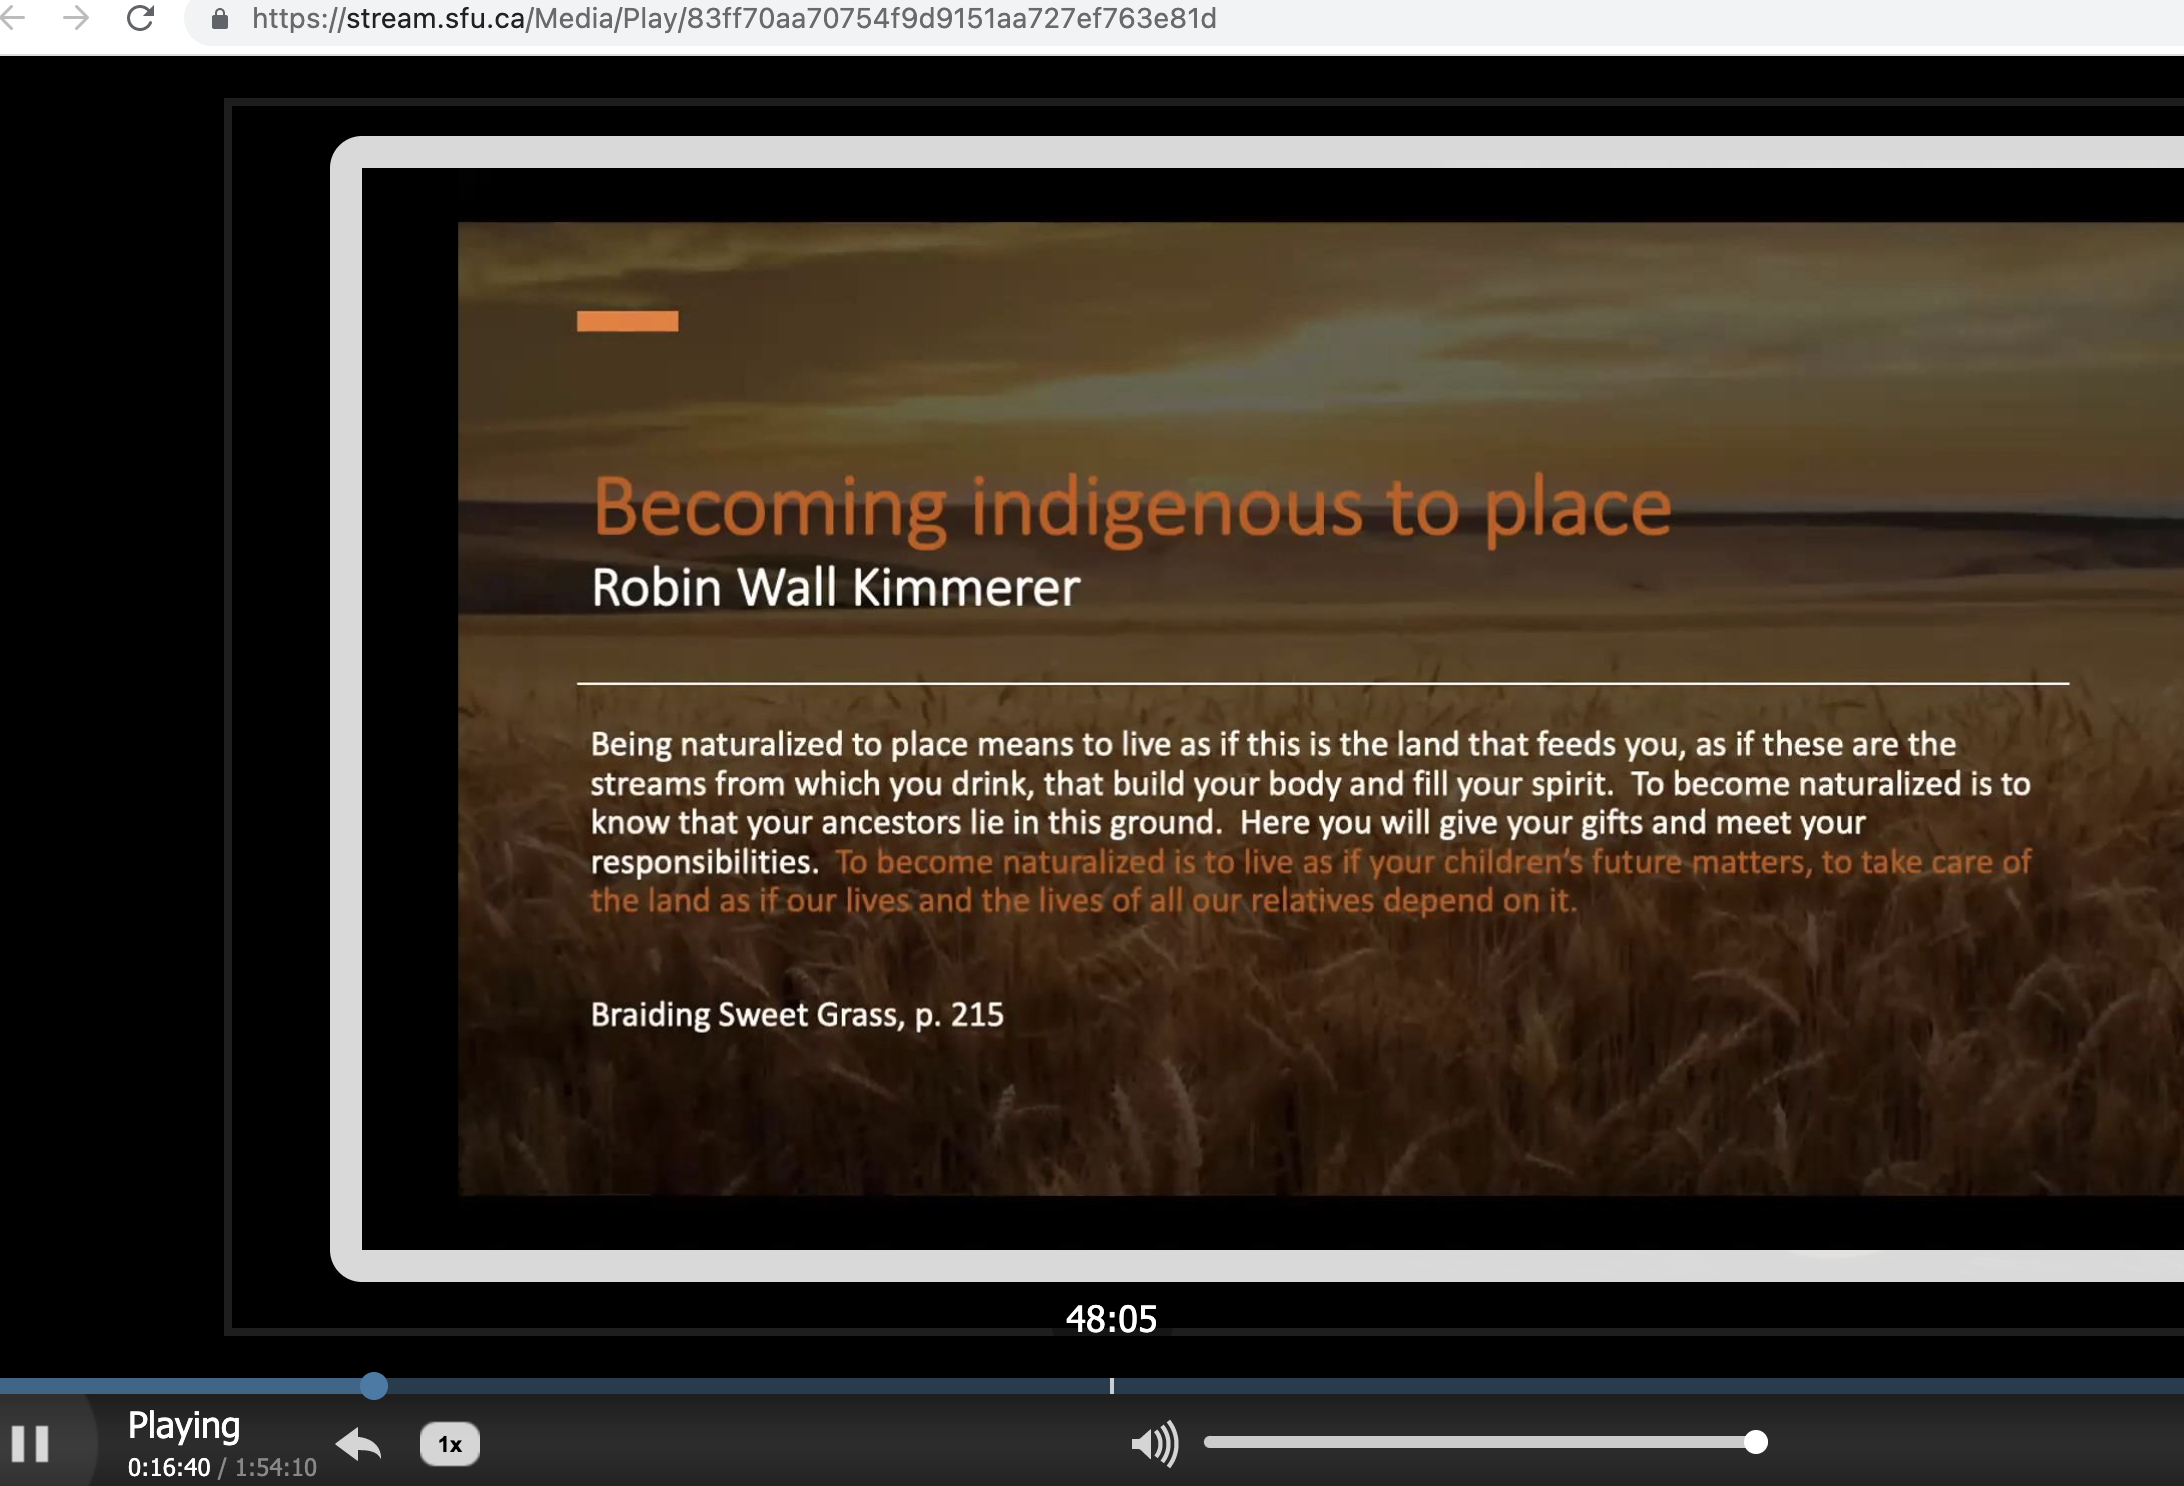 https://stream.sfu.ca/Media/Play/83ff70aa70754f9d9151aa727ef763e81d
Becoming indigenous to place
Robin Wall Kimmerer
Being naturalized to place means to live as if this is the land that feeds you, as if these are the
streams from which you drink, that build your body and fill your spirit.  To become naturalized is to
know that your ancestors lie in this ground.  Here you will give your gifts and meet your
responsibilities.  To become naturalized is to live as if your children's future matters, to take care of
the land as if our lives and the lives of all our relatives depend on it.
Braiding Sweet Grass, p. 215
48:05
Playing
0:16:40 / 1:54:10
1x